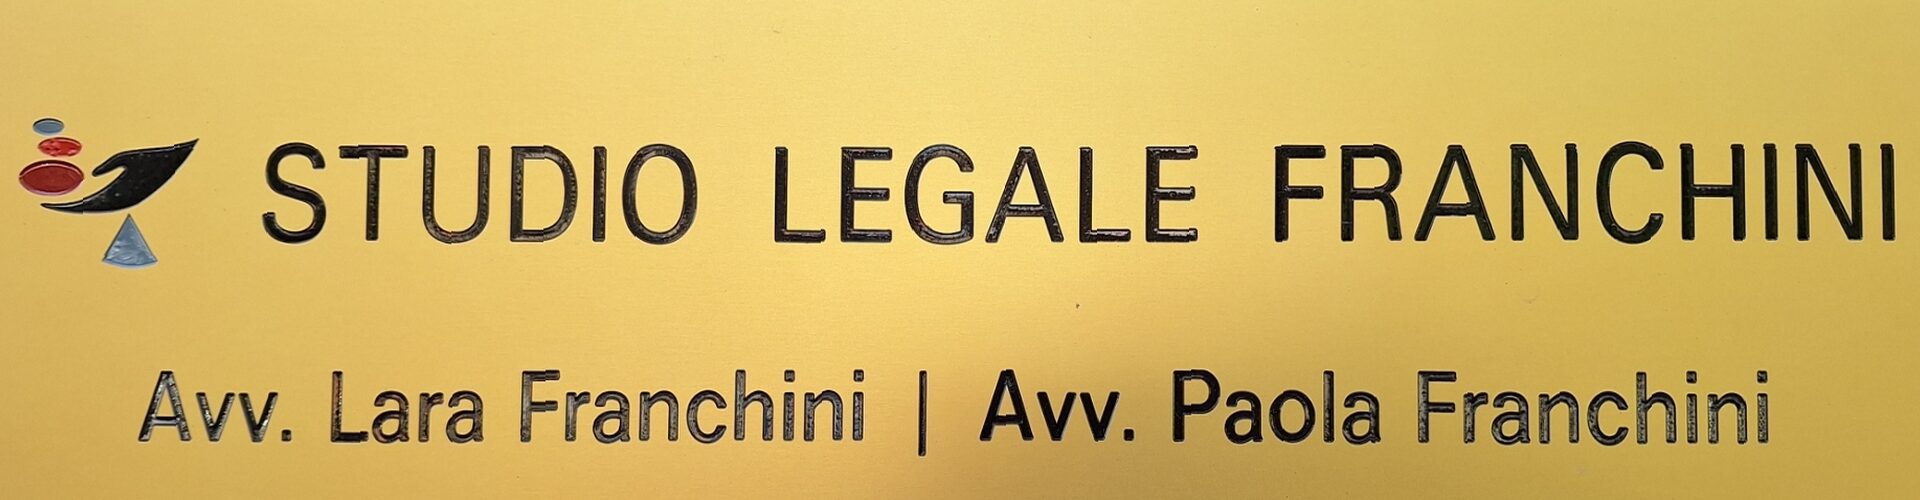 STUDIO LEGALE FRANCHINI
Avv. Lara Franchini | Avv. Paola Franchini